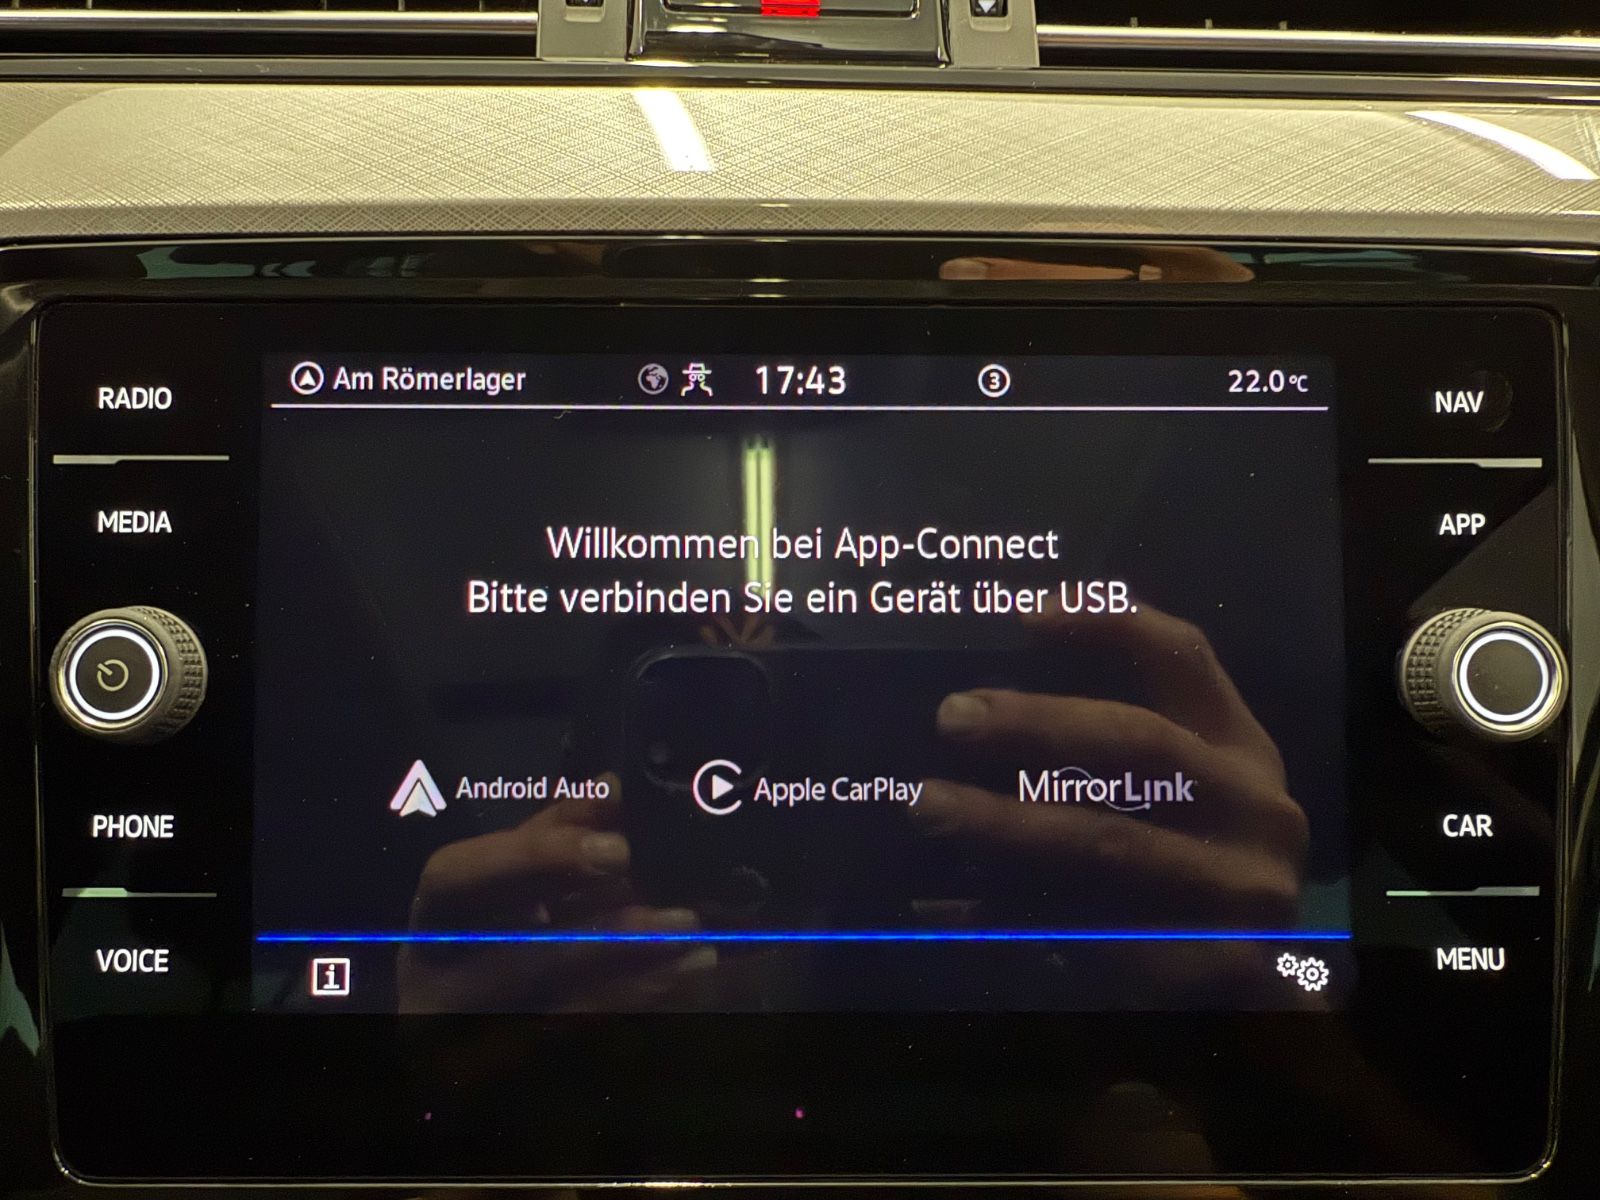 Am Römerlager 17:43 3 22.0°C
RADIO
NAV
MEDIA
APP
Willkommen bei App-Connect
Bitte verbinden Sie ein Gerät über USB.
Android Auto
Apple CarPlay
MirrorLink
PHONE
CAR
VOICE
MENU
i